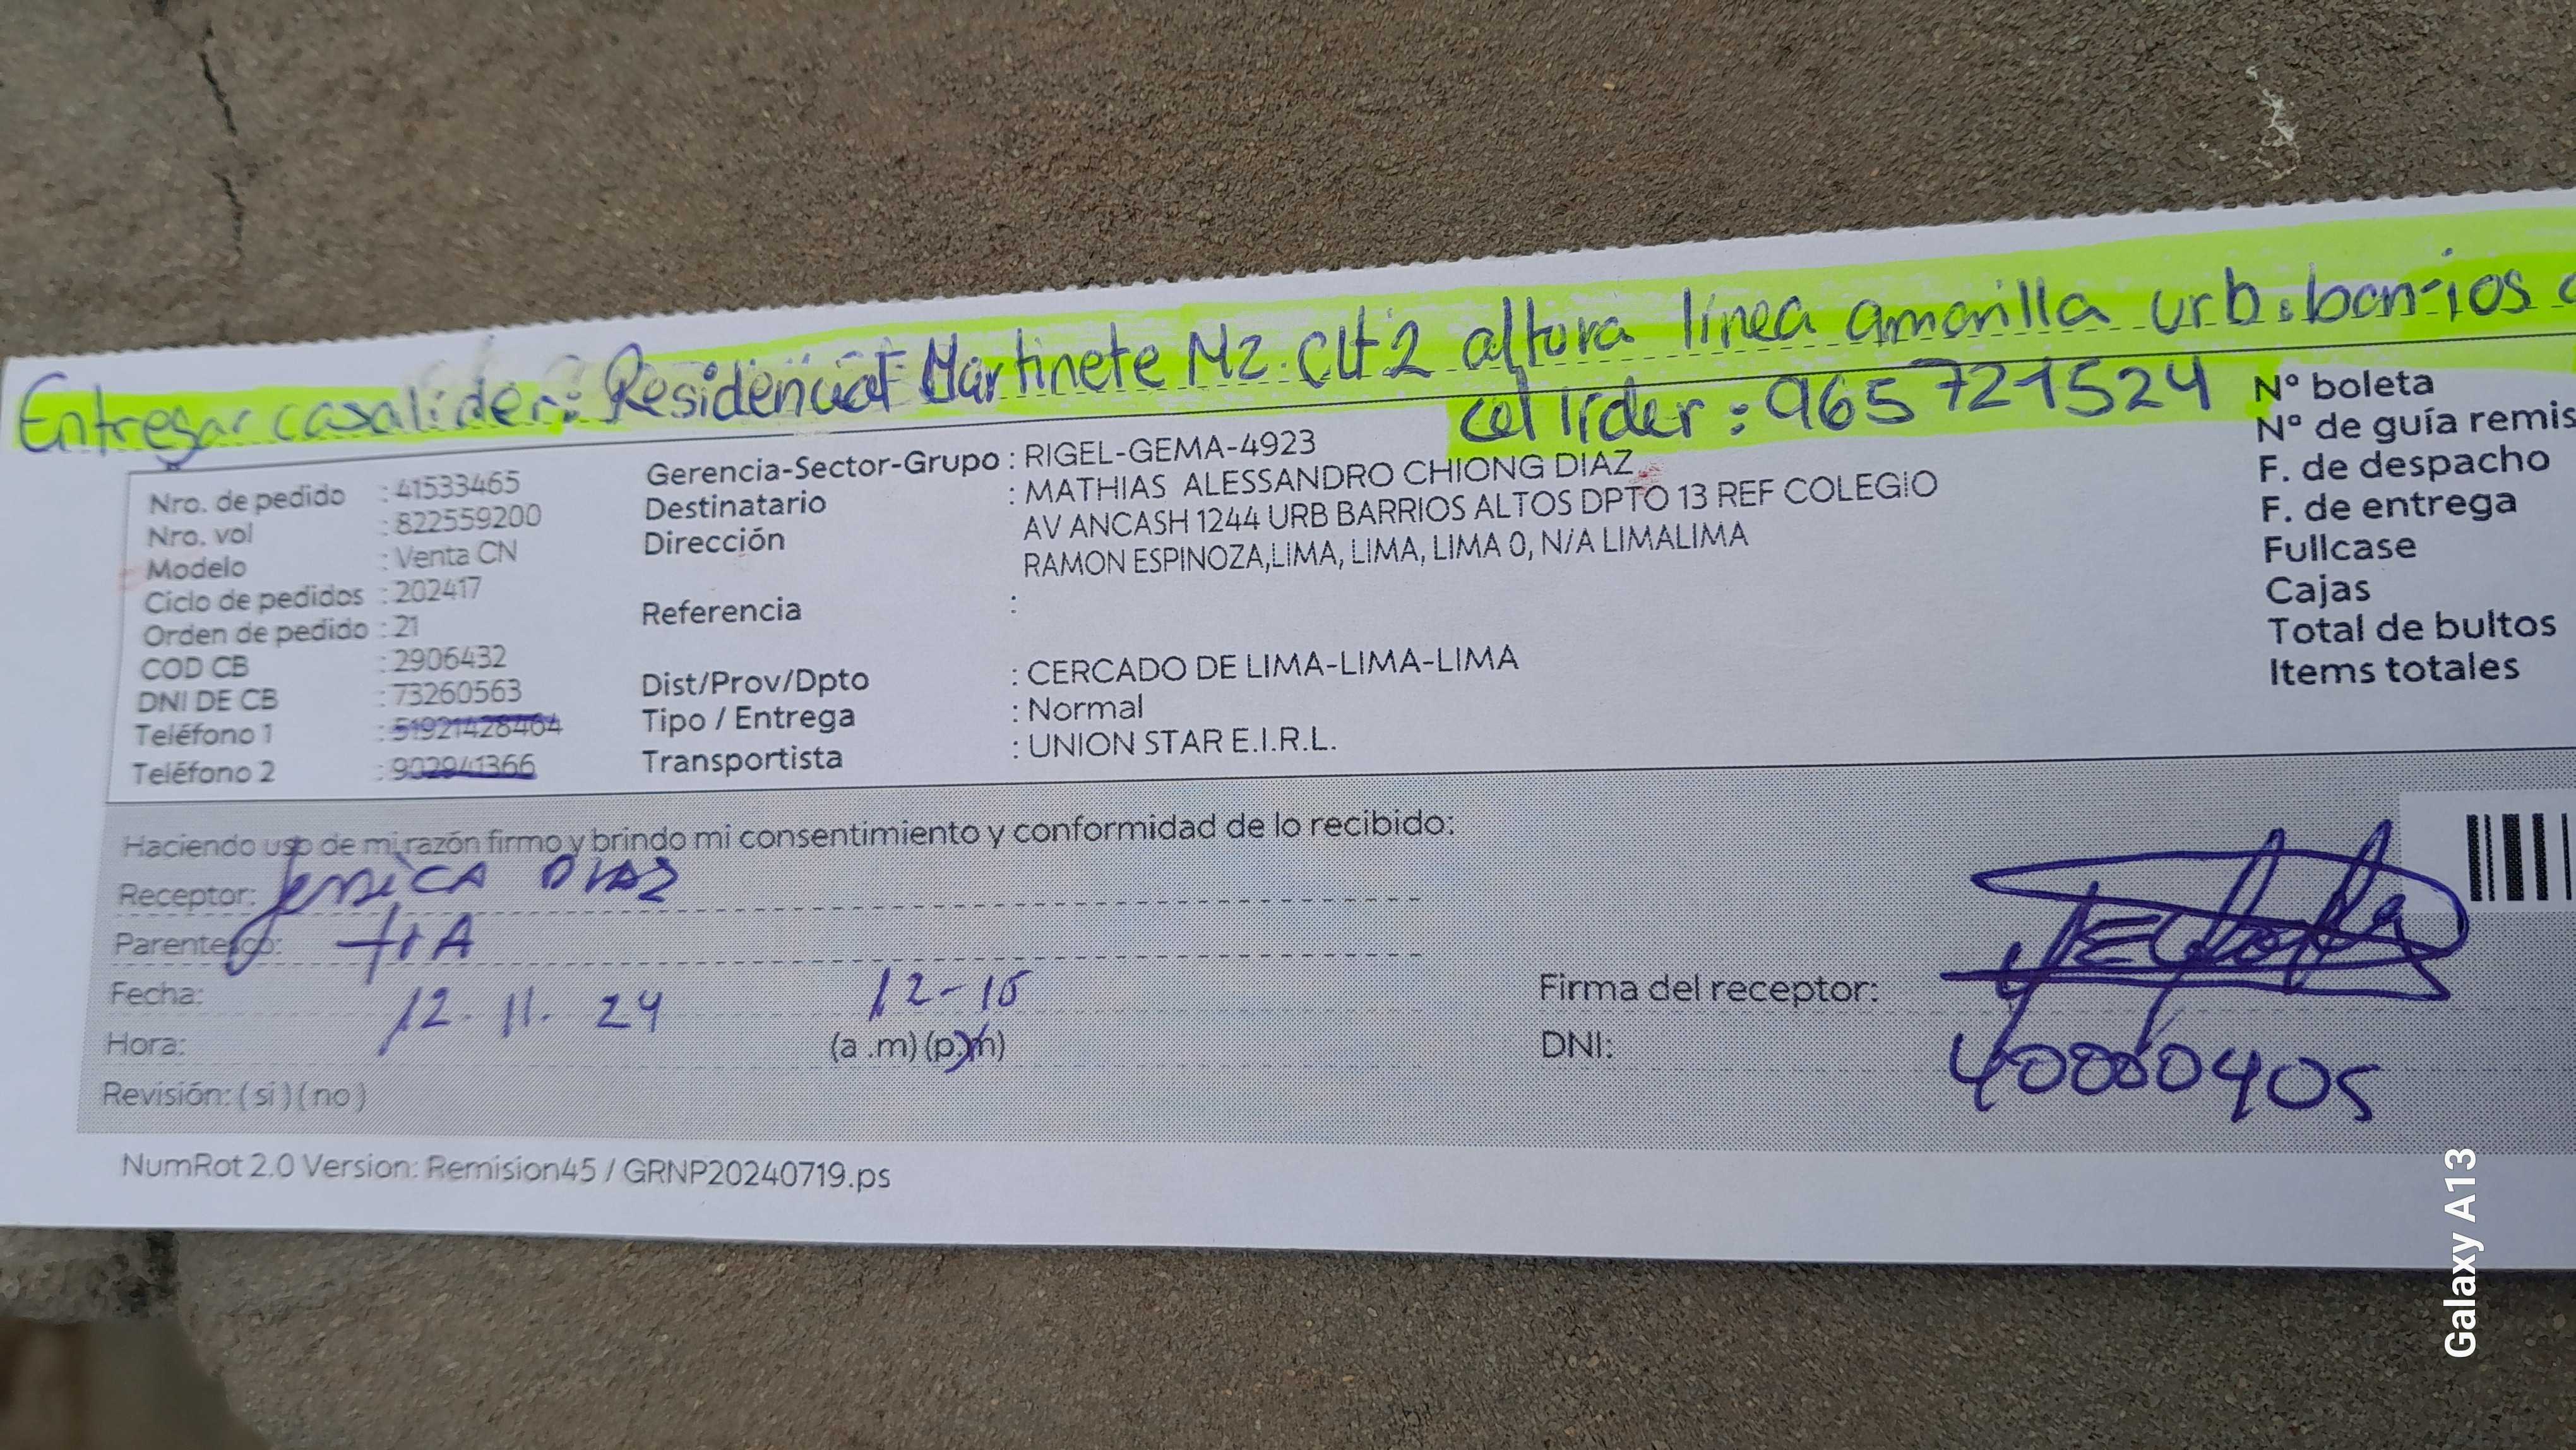 Entregar casa lider: Residencial Martinete Mz. C Lt 2 altura línea amarilla urb. barrios
cel líder: 965721524
Nro. de pedido : 41533465
Nro. vol : 822559200
Modelo : Venta CN
Ciclo de pedidos : 202417
Orden de pedido : 21
COD CB : 2906432
DNI DE CB : 73260563
Teléfono 1 : 51921428464
Teléfono 2 : 902941366
Gerencia-Sector-Grupo : RIGEL-GEMA-4923
Destinatario : MATHIAS ALESSANDRO CHIONG DIAZ
Dirección AV ANCASH 1244 URB BARRIOS ALTOS DPTO 13 REF COLEGIO
RAMON ESPINOZA,LIMA, LIMA, LIMA 0, N/A LIMALIMA
Referencia :
Dist/Prov/Dpto : CERCADO DE LIMA-LIMA-LIMA
Tipo / Entrega : Normal
Transportista : UNION STAR E.I.R.L.
N° boleta
N° de guía remis
F. de despacho
F. de entrega
Fullcase
Cajas
Total de bultos
Items totales
Haciendo uso de mi razón firmo y brindo mi consentimiento y conformidad de lo recibido:
Receptor: Jessica DIAZ
Parentesco: tIA
Fecha: 12. 11. 24 12-15
Hora: (a .m) (p.m)
Revisión: ( si ) ( no )
Firma del receptor:
DNI: 40080405
NumRot 2.0 Version: Remision45 / GRNP20240719.ps
Galaxy A13